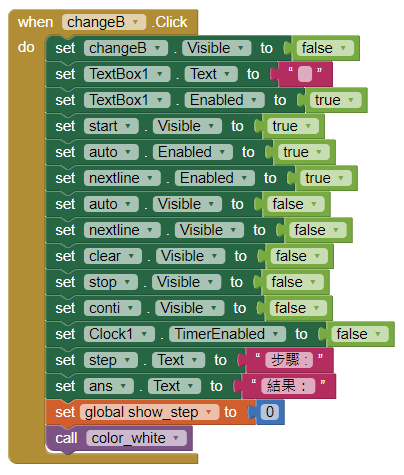 when changeB .Click
do set changeB . Visible to false
set TextBox1 . Text to “ ”
set TextBox1 . Enabled to true
set start . Visible to true
set auto . Enabled to true
set nextline . Enabled to true
set auto . Visible to false
set nextline . Visible to false
set clear . Visible to false
set stop . Visible to false
set conti . Visible to false
set Clock1 . TimerEnabled to false
set step . Text to “ 步驟： ”
set ans . Text to “ 結果： ”
set global show_step to 0
call color_white